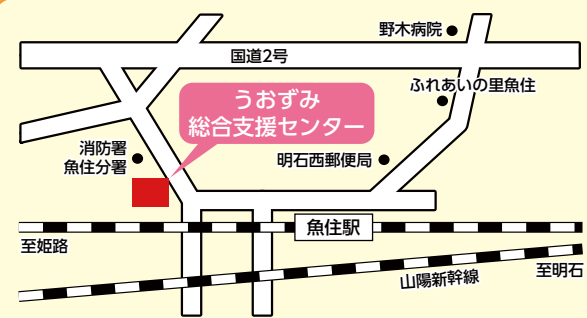 野木病院
国道2号
ふれあいの里魚住
うおずみ
総合支援センター
消防署
魚住分署
明石西郵便局
魚住駅
至姫路
至明石
山陽新幹線